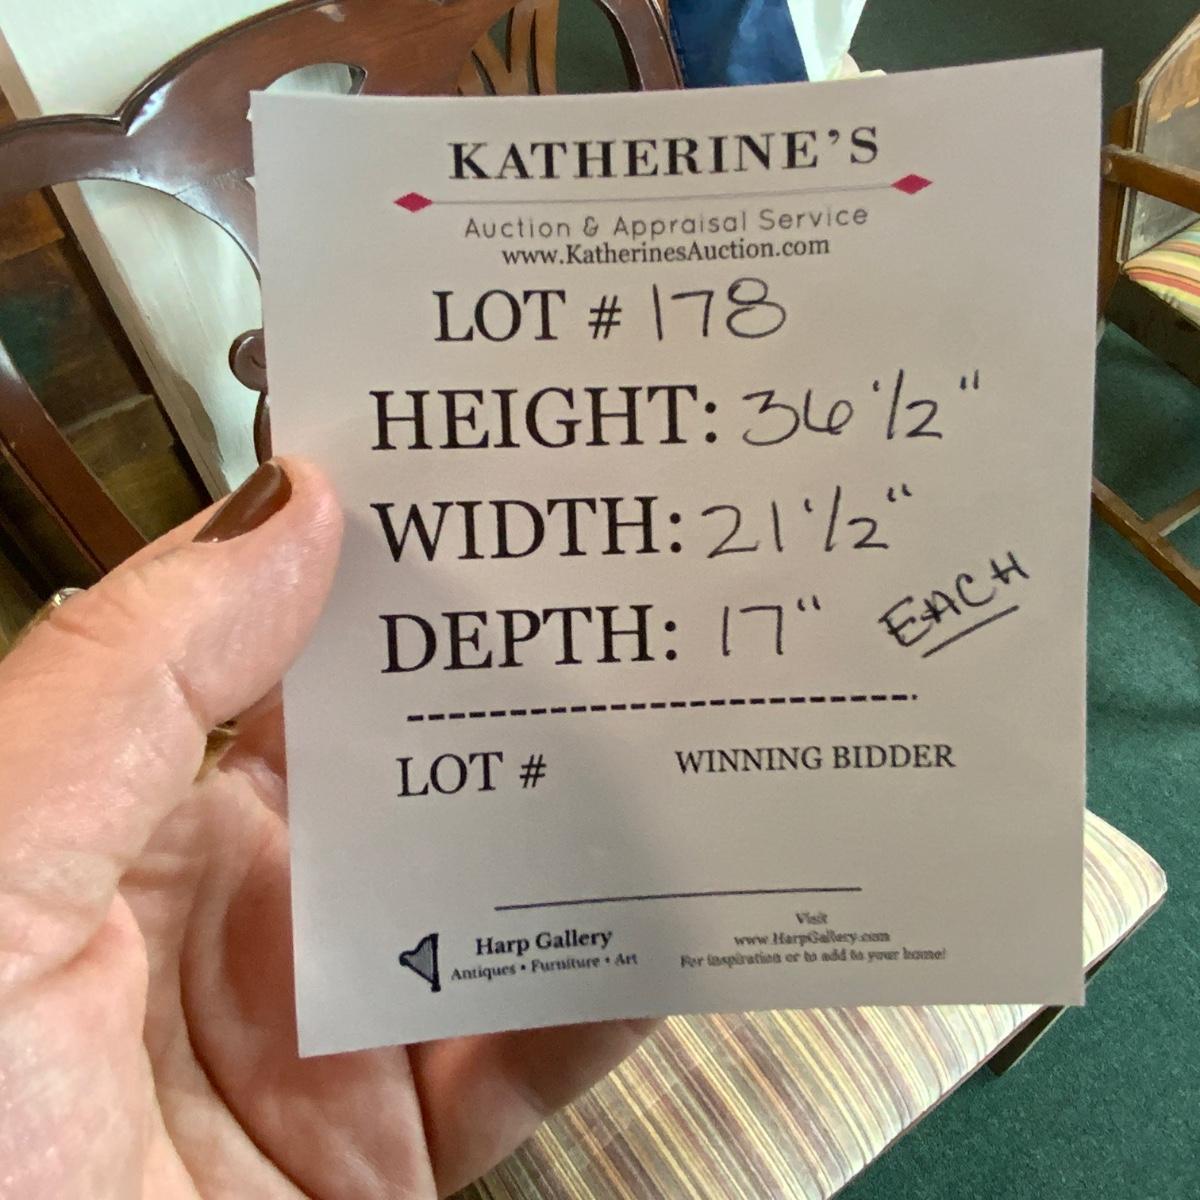 KATHERINE'S
Auction & Appraisal Service
www.KatherinesAuction.com
LOT # 178
HEIGHT: 36 1/2"
WIDTH: 21 1/2"
DEPTH: 17" EACH
LOT # WINNING BIDDER
Harp Gallery
Antiques • Furniture • Art
Visit
www.HarpGallery.com
For inspiration or to add to your home!